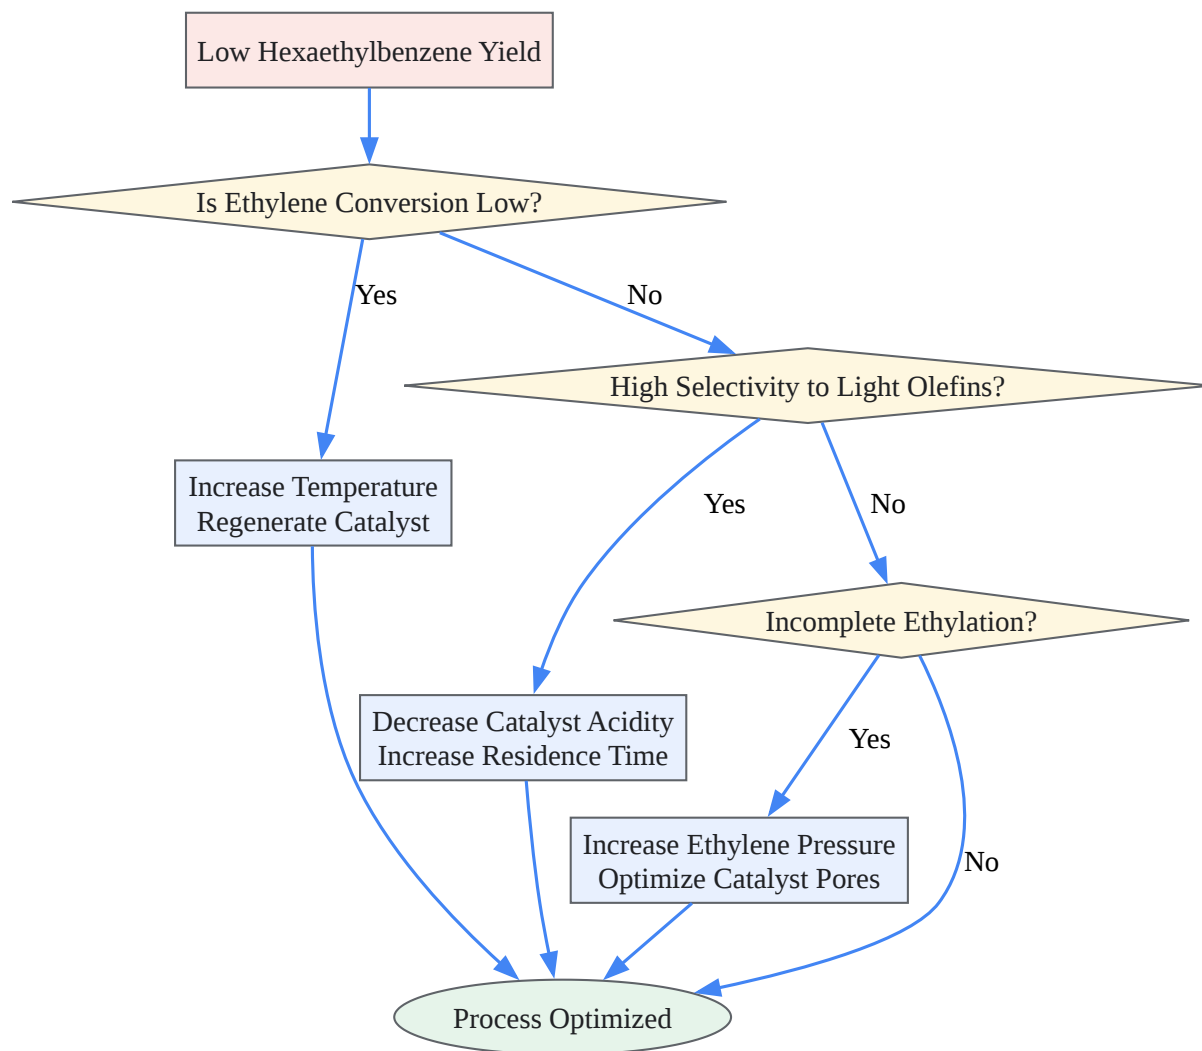 Low Hexaethylbenzene Yield
Is Ethylene Conversion Low?
Yes
No
High Selectivity to Light Olefins?
Increase Temperature
Regenerate Catalyst
Yes
No
Incomplete Ethylation?
Decrease Catalyst Acidity
Increase Residence Time
Yes
Increase Ethylene Pressure
Optimize Catalyst Pores
No
Process Optimized